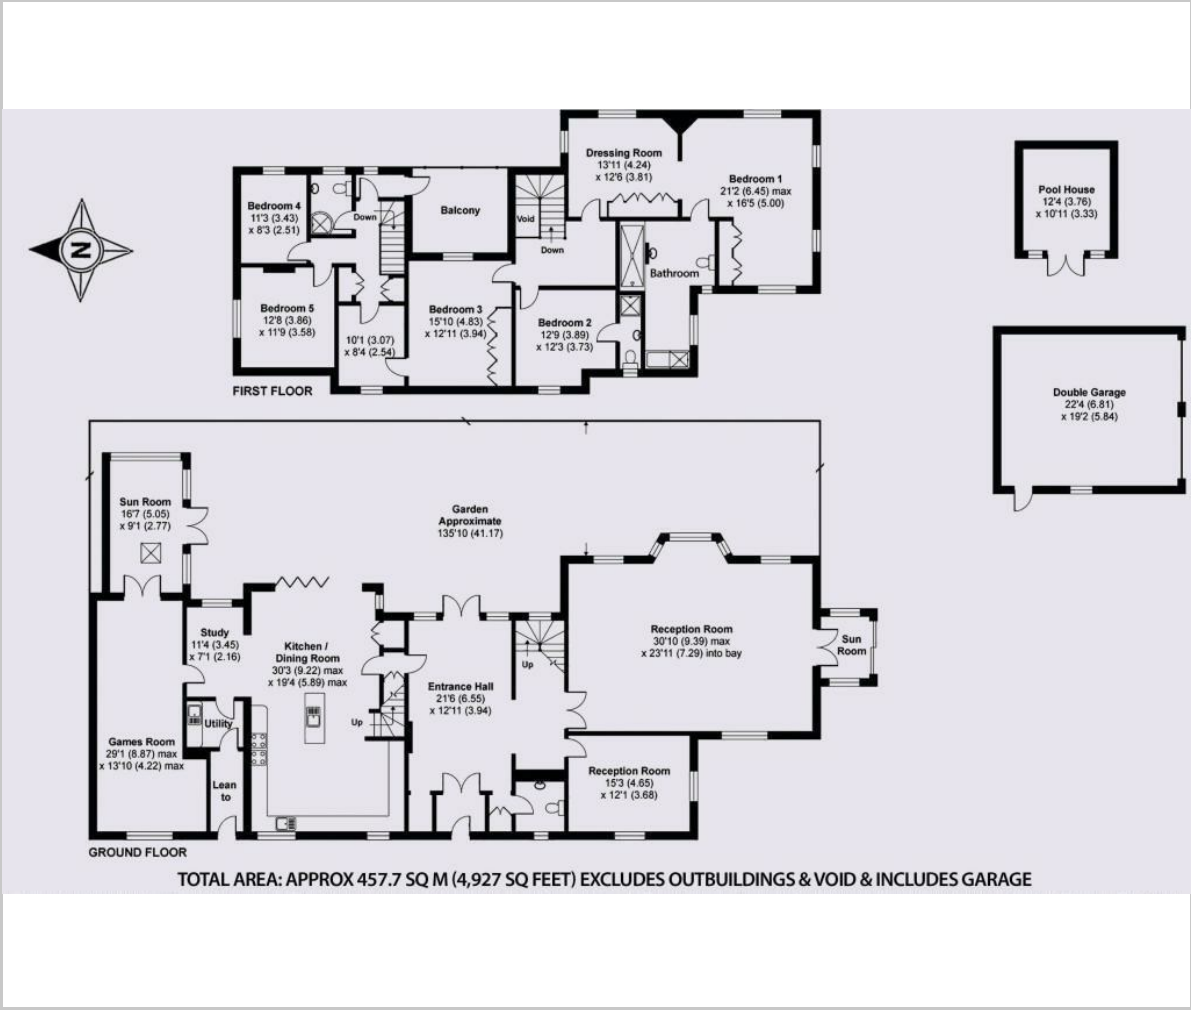 Dressing Room
13'11 (4.24)
x 12'6 (3.81)
Bedroom 1
21'2 (6.45) max
x 16'5 (5.00)
Pool House
12'4 (3.76)
x 10'11 (3.33)
Bedroom 4
11'3 (3.43)
x 8'3 (2.51)
Down
Balcony
Void
Down
N
Bathroom
Bedroom 5
12'8 (3.86)
x 11'9 (3.58)
Bedroom 3
15'10 (4.83)
x 12'11 (3.94)
Bedroom 2
12'9 (3.89)
x 12'3 (3.73)
10'1 (3.07)
x 8'4 (2.54)
FIRST FLOOR
Double Garage
22'4 (6.81)
x 19'2 (5.84)
Sun Room
16'7 (5.05)
x 9'1 (2.77)
Garden
Approximate
135'10 (41.17)
Study
11'4 (3.45)
x 7'1 (2.16)
Kitchen /
Dining Room
30'3 (9.22) max
x 19'4 (5.89) max
Up
Entrance Hall
21'6 (6.55)
x 12'11 (3.94)
Up
Reception Room
30'10 (9.39) max
x 23'11 (7.29) into bay
Sun
Room
Utility
Games Room
29'1 (8.87) max
x 13'10 (4.22) max
Lean
to
Reception Room
15'3 (4.65)
x 12'1 (3.68)
GROUND FLOOR
TOTAL AREA: APPROX 457.7 SQ M (4,927 SQ FEET) EXCLUDES OUTBUILDINGS & VOID & INCLUDES GARAGE